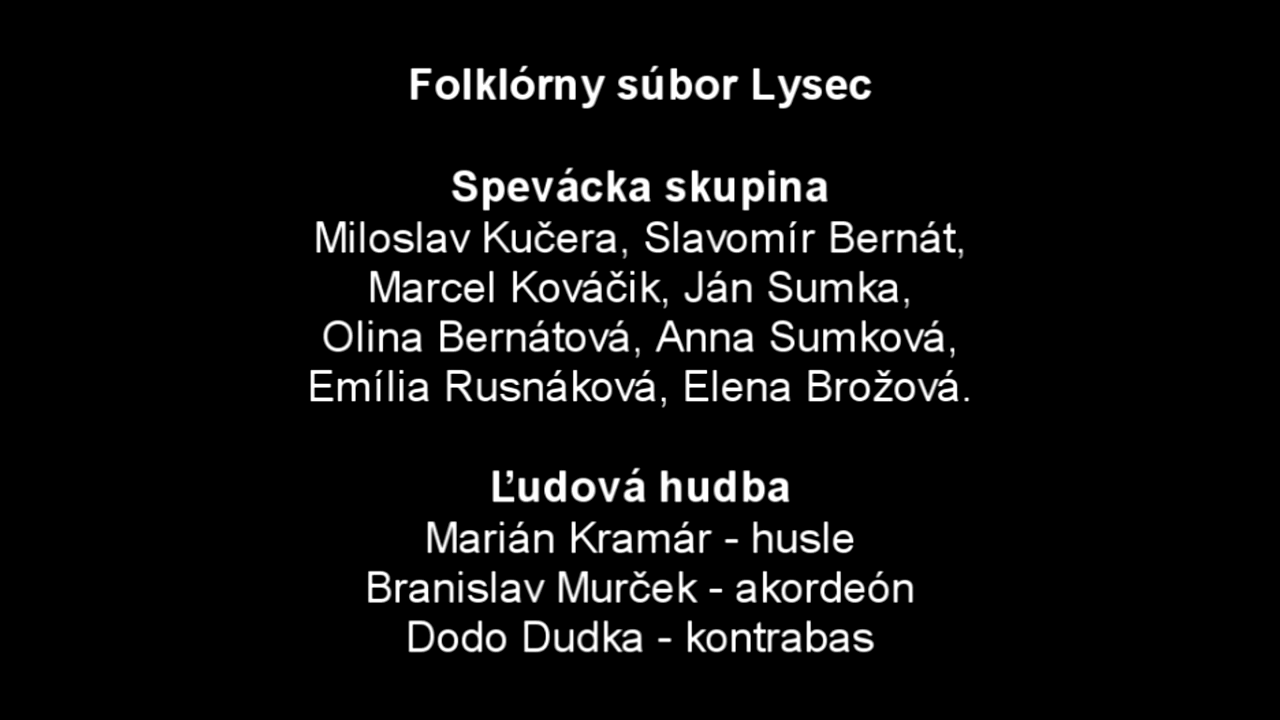 Folklórny súbor Lysec
Spevácka skupina
Miloslav Kučera, Slavomír Bernát,
Marcel Kováčik, Ján Sumka,
Olina Bernátová, Anna Sumková,
Emília Rusnáková, Elena Brožová.
Ľudová hudba
Marián Kramár - husle
Branislav Murček - akordeón
Dodo Dudka - kontrabas